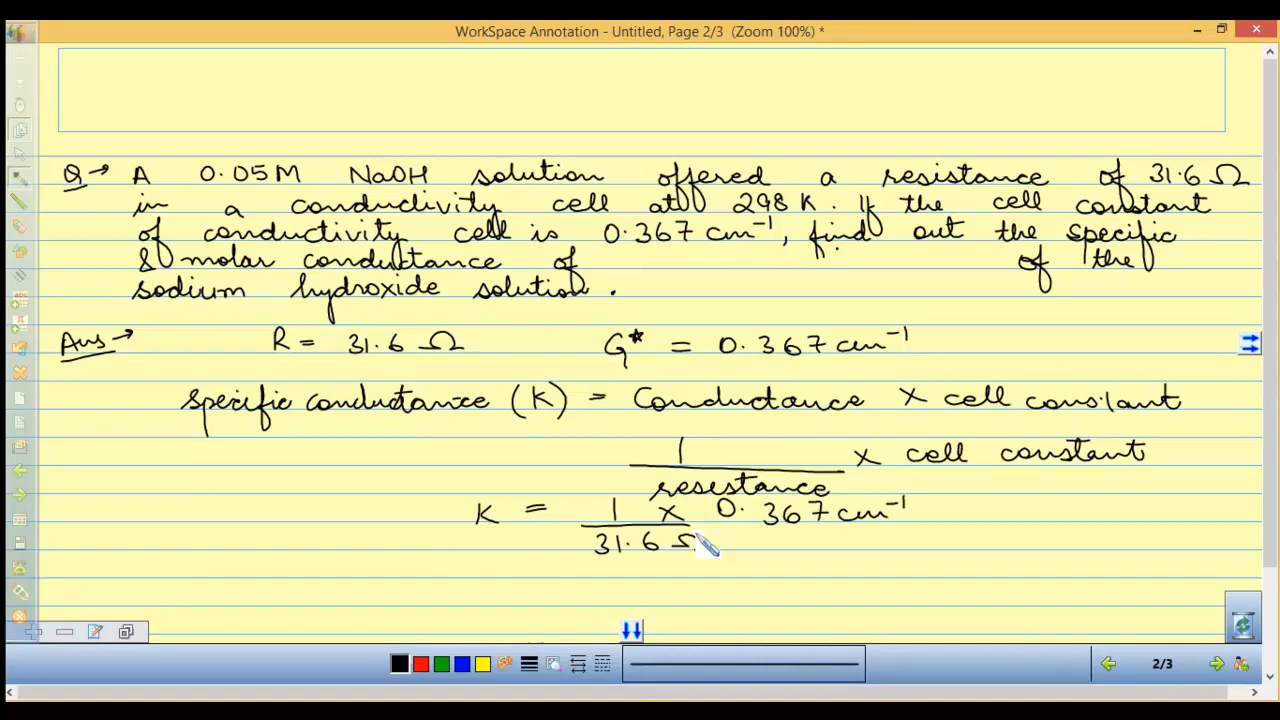 WorkSpace Annotation - Untitled, Page 2/3 (Zoom 100%) *
Q→ A 0.05M NaOH solution offered a resistance of 31.6 Ω
in a conductivity cell at 298 K. If the cell constant
of conductivity cell is 0.367 cm⁻¹, find out the specific
& molar conductance of of the
sodium hydroxide solution.
Ans→ R = 31.6 Ω G* = 0.367 cm⁻¹
specific conductance (K) = Conductance × cell constant
1 × cell constant
resistance
K = 1 × 0.367 cm⁻¹
31.6 Ω
2/3